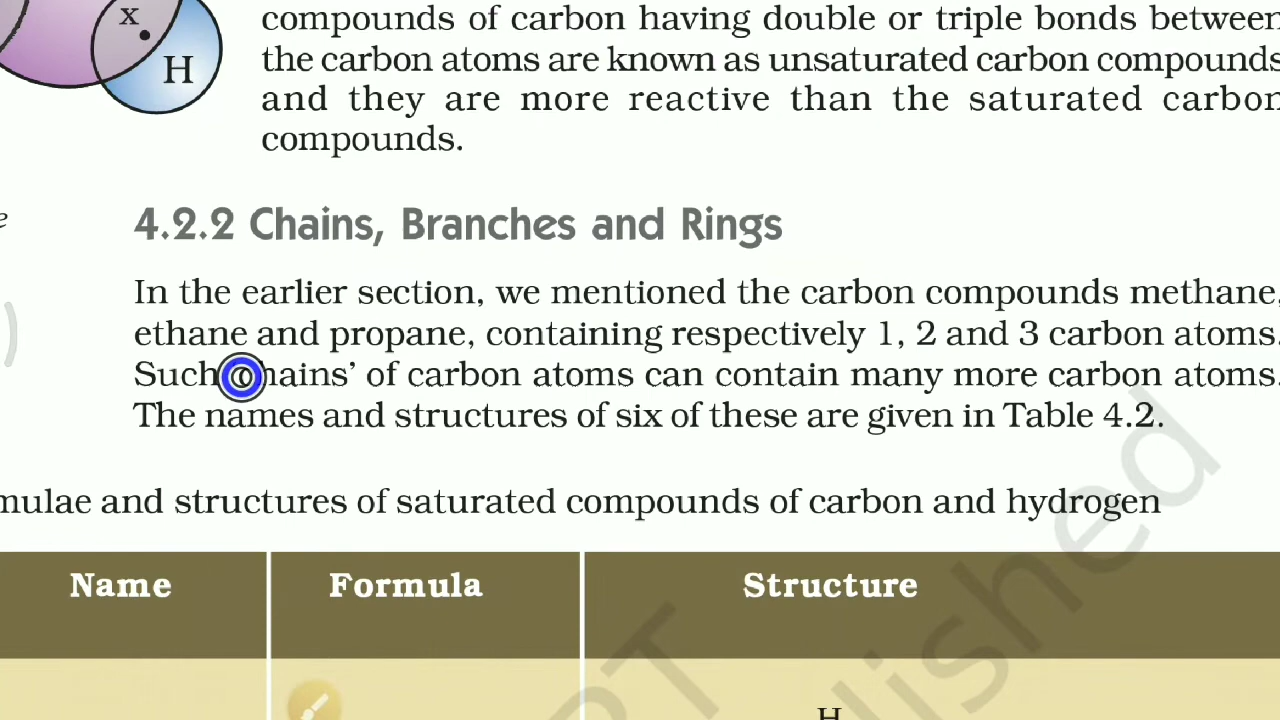 x
H
compounds of carbon having double or triple bonds between
the carbon atoms are known as unsaturated carbon compounds
and they are more reactive than the saturated carbon
compounds.
e
4.2.2 Chains, Branches and Rings
In the earlier section, we mentioned the carbon compounds methane,
ethane and propane, containing respectively 1, 2 and 3 carbon atoms.
Such chains’ of carbon atoms can contain many more carbon atoms.
The names and structures of six of these are given in Table 4.2.
mulae and structures of saturated compounds of carbon and hydrogen
Name Formula Structure
H